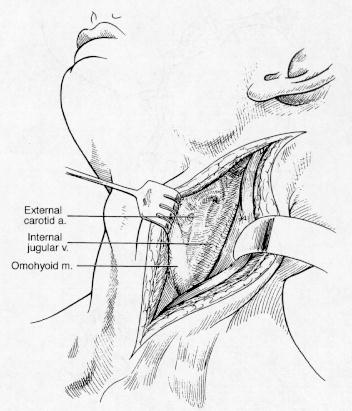 External
carotid a.
Internal
jugular v.
Omohyoid m.